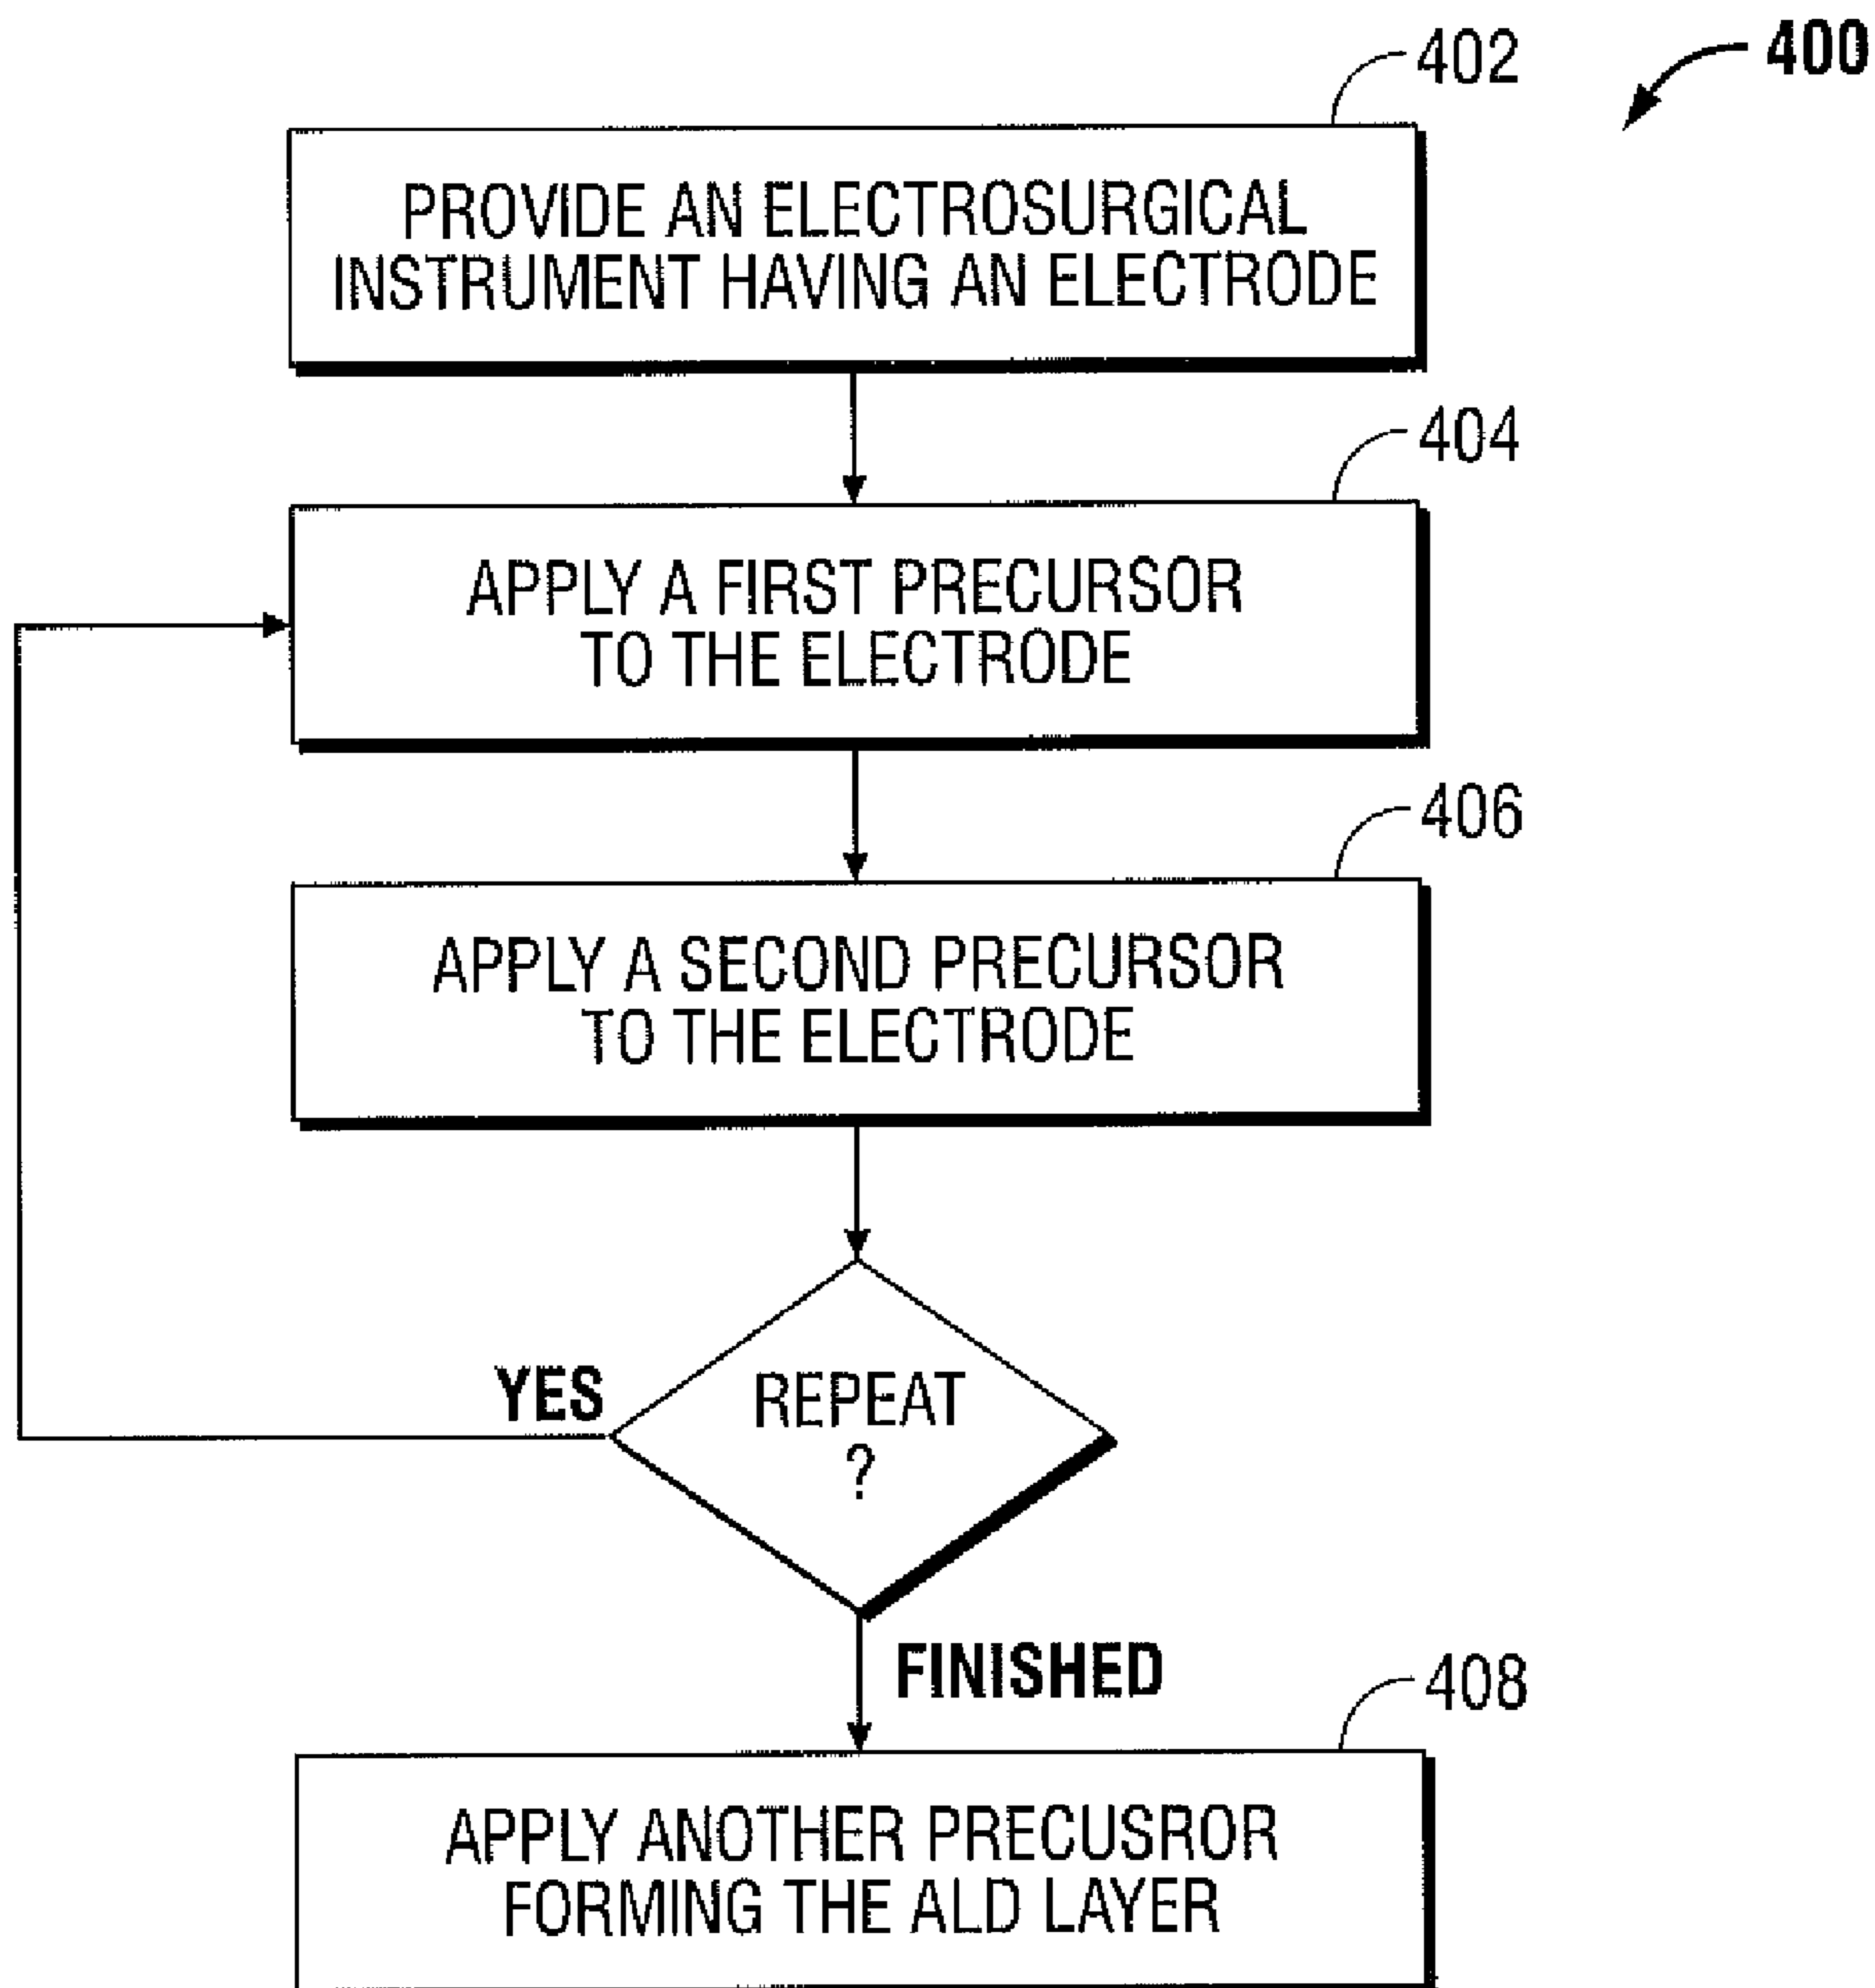 400
402
PROVIDE AN ELECTROSURGICAL
INSTRUMENT HAVING AN ELECTRODE
404
APPLY A FIRST PRECURSOR
TO THE ELECTRODE
406
APPLY A SECOND PRECURSOR
TO THE ELECTRODE
YES
REPEAT
?
FINISHED
408
APPLY ANOTHER PRECUSROR
FORMING THE ALD LAYER